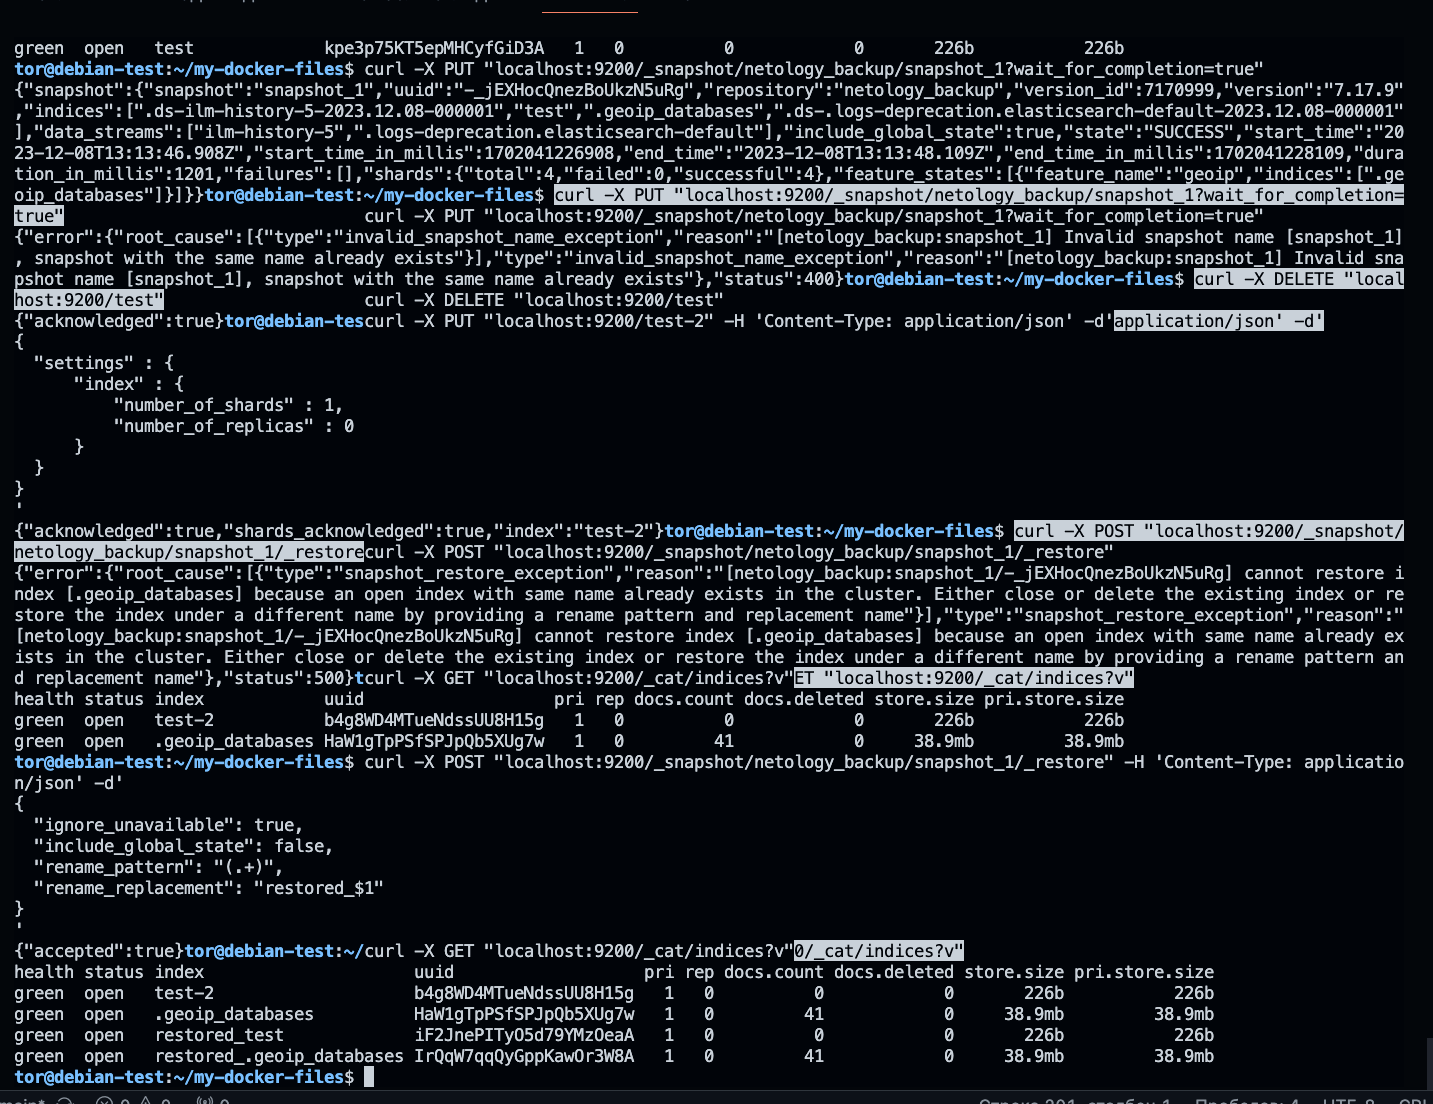 green  open   test             kpe3p75KT5epMHCyfGiD3A   1   0          0            0       226b           226b
tor@debian-test:~/my-docker-files$ curl -X PUT "localhost:9200/_snapshot/netology_backup/snapshot_1?wait_for_completion=true"
{"snapshot":{"snapshot":"snapshot_1","uuid":"-_jEXHocQnezBoUkzN5uRg","repository":"netology_backup","version_id":7170999,"version":"7.17.9"
,"indices":[".ds-ilm-history-5-2023.12.08-000001","test",".geoip_databases",".ds-.logs-deprecation.elasticsearch-default-2023.12.08-000001"
],"data_streams":["ilm-history-5",".logs-deprecation.elasticsearch-default"],"include_global_state":true,"state":"SUCCESS","start_time":"20
23-12-08T13:13:46.908Z","start_time_in_millis":1702041226908,"end_time":"2023-12-08T13:13:48.109Z","end_time_in_millis":1702041228109,"dura
tion_in_millis":1201,"failures":[],"shards":{"total":4,"failed":0,"successful":4},"feature_states":[{"feature_name":"geoip","indices":[".ge
oip_databases"]}]}}tor@debian-test:~/my-docker-files$ curl -X PUT "localhost:9200/_snapshot/netology_backup/snapshot_1?wait_for_completion=
true"                              curl -X PUT "localhost:9200/_snapshot/netology_backup/snapshot_1?wait_for_completion=true"
{"error":{"root_cause":[{"type":"invalid_snapshot_name_exception","reason":"[netology_backup:snapshot_1] Invalid snapshot name [snapshot_1]
, snapshot with the same name already exists"}],"type":"invalid_snapshot_name_exception","reason":"[netology_backup:snapshot_1] Invalid sna
pshot name [snapshot_1], snapshot with the same name already exists"},"status":400}tor@debian-test:~/my-docker-files$ curl -X DELETE "local
host:9200/test"                    curl -X DELETE "localhost:9200/test"
{"acknowledged":true}tor@debian-tescurl -X PUT "localhost:9200/test-2" -H 'Content-Type: application/json' -d'application/json' -d'
{
  "settings" : {
      "index" : {
          "number_of_shards" : 1,
          "number_of_replicas" : 0
      }
  }
}
'
{"acknowledged":true,"shards_acknowledged":true,"index":"test-2"}tor@debian-test:~/my-docker-files$ curl -X POST "localhost:9200/_snapshot/
netology_backup/snapshot_1/_restorecurl -X POST "localhost:9200/_snapshot/netology_backup/snapshot_1/_restore"
{"error":{"root_cause":[{"type":"snapshot_restore_exception","reason":"[netology_backup:snapshot_1/-_jEXHocQnezBoUkzN5uRg] cannot restore i
ndex [.geoip_databases] because an open index with same name already exists in the cluster. Either close or delete the existing index or re
store the index under a different name by providing a rename pattern and replacement name"}],"type":"snapshot_restore_exception","reason":"
[netology_backup:snapshot_1/-_jEXHocQnezBoUkzN5uRg] cannot restore index [.geoip_databases] because an open index with same name already ex
ists in the cluster. Either close or delete the existing index or restore the index under a different name by providing a rename pattern an
d replacement name"},"status":500}tcurl -X GET "localhost:9200/_cat/indices?v"ET "localhost:9200/_cat/indices?v"
health status index            uuid                   pri rep docs.count docs.deleted store.size pri.store.size
green  open   test-2           b4g8WD4MTueNdssUU8H15g   1   0          0            0       226b           226b
green  open   .geoip_databases HaW1gTpPSfSPJpQb5XUg7w   1   0         41            0     38.9mb         38.9mb
tor@debian-test:~/my-docker-files$ curl -X POST "localhost:9200/_snapshot/netology_backup/snapshot_1/_restore" -H 'Content-Type: applicatio
n/json' -d'
{
  "ignore_unavailable": true,
  "include_global_state": false,
  "rename_pattern": "(.+)",
  "rename_replacement": "restored_$1"
}
'
{"accepted":true}tor@debian-test:~/curl -X GET "localhost:9200/_cat/indices?v"0/_cat/indices?v"
health status index                     uuid                   pri rep docs.count docs.deleted store.size pri.store.size
green  open   test-2                    b4g8WD4MTueNdssUU8H15g   1   0          0            0       226b           226b
green  open   .geoip_databases          HaW1gTpPSfSPJpQb5XUg7w   1   0         41            0     38.9mb         38.9mb
green  open   restored_test             iF2JnePITyO5d79YMzOeaA   1   0          0            0       226b           226b
green  open   restored_.geoip_databases IrQqW7qqQyGppKawOr3W8A   1   0         41            0     38.9mb         38.9mb
tor@debian-test:~/my-docker-files$